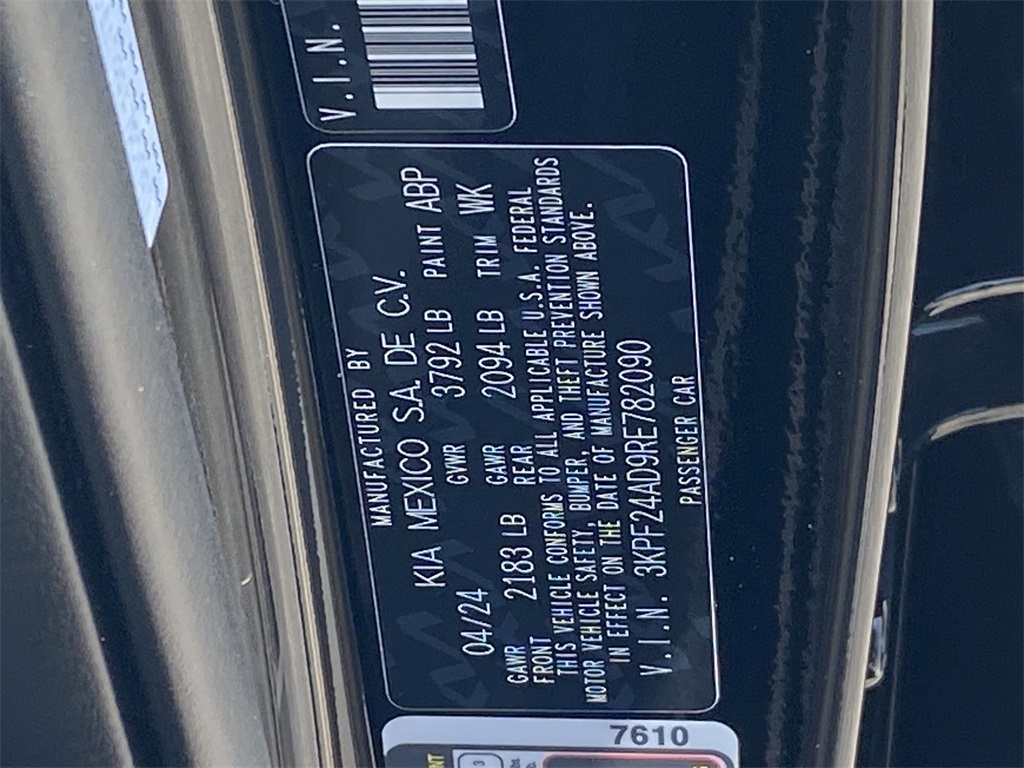 V.I.N.
MANUFACTURED BY
KIA MEXICO S.A. DE C.V.
04/24 GVWR 3792 LB PAINT ABP
GAWR FRONT 2183 LB GAWR REAR 2094 LB TRIM WK
THIS VEHICLE CONFORMS TO ALL APPLICABLE U.S.A. FEDERAL
MOTOR VEHICLE SAFETY, BUMPER, AND THEFT PREVENTION STANDARDS
IN EFFECT ON THE DATE OF MANUFACTURE SHOWN ABOVE.
V.I.N. 3KPF24AD9RE782090
PASSENGER CAR
7610